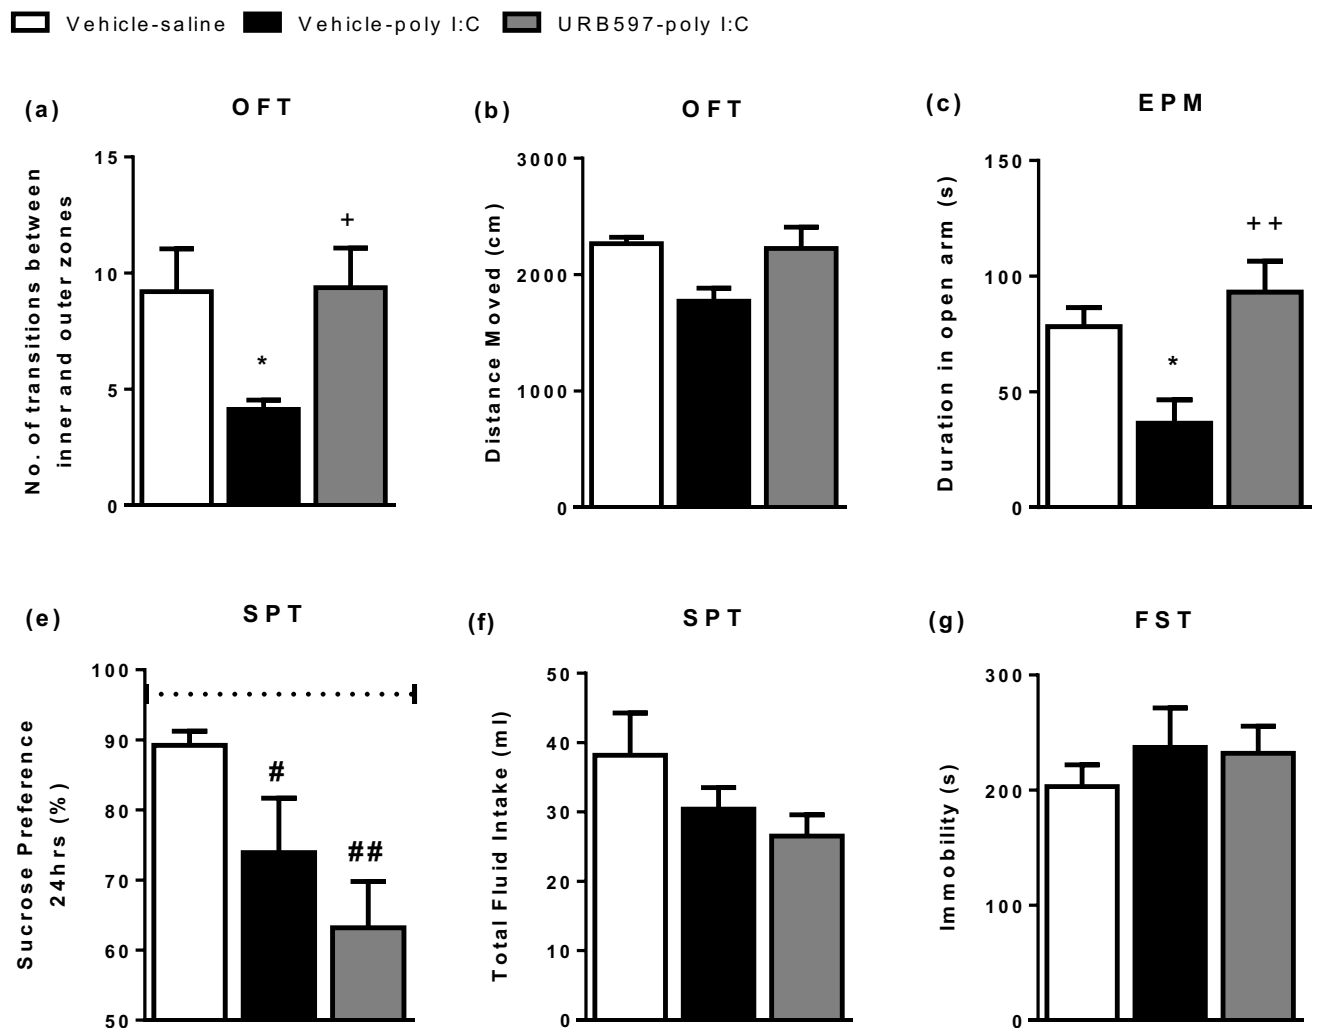 Vehicle-saline Vehicle-poly I:C URB597-poly I:C
(a) OFT
No. of transitions between
inner and outer zones
15
10
5
0
*
+
(b) OFT
Distance Moved (cm)
3000
2000
1000
0
(c) EPM
Duration in open arm (s)
150
100
50
0
*
++
(e) SPT
Sucrose Preference
24hrs (%)
100
90
80
70
60
50
#
##
(f) SPT
Total Fluid Intake (ml)
50
40
30
20
10
0
(g) FST
Immobility (s)
300
200
100
0